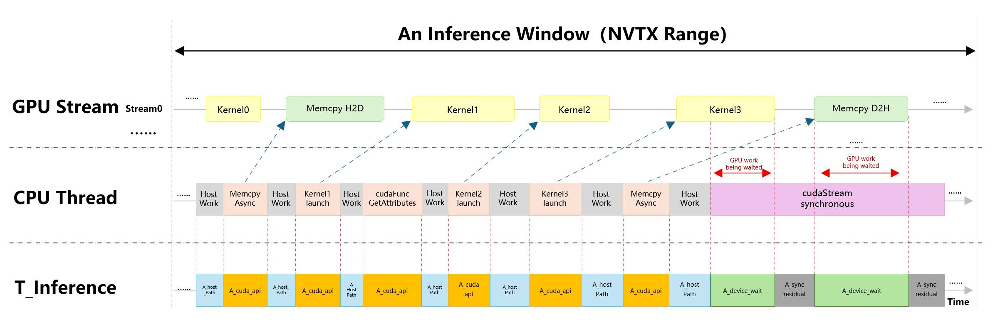 An Inference Window (NVTX Range)
GPU Stream Stream0
......
Kernel0
Memcpy H2D
Kernel1
Kernel2
Kernel3
Memcpy D2H
......
......
......
GPU work
being waited
GPU work
being waited
CPU Thread
......
Host
Work
Memcpy
Async
Host
Work
Kernel1
launch
Host
Work
cudaFunc
GetAttributes
Host
Work
Kernel2
launch
Host
Work
Kernel3
launch
Host
Work
Memcpy
Async
Host
Work
cudaStream
synchronous
......
T_Inference
......
A_host
_Path
A_cuda_api
A_host_
Path
A_cuda_api
A
Host
Path
A_cuda_api
A_host
Path
A_cuda
api
A_host
Path
A_cuda_api
A_host
Path
A_cuda_api
A_host
Path
A_device_wait
A_sync
residual
A_device_wait
A_sync
residual
......
Time